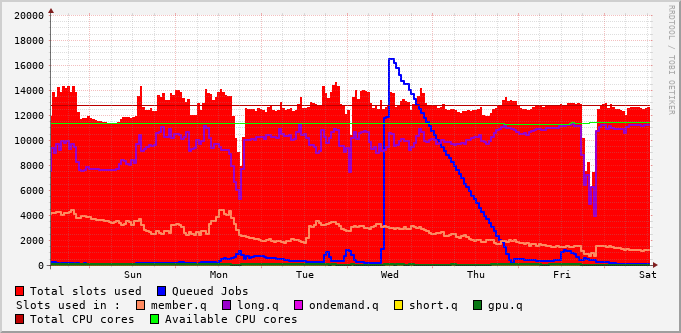 20000
18000
16000
14000
12000
10000
8000
6000
4000
2000
0
Sun Mon Tue Wed Thu Fri Sat
RRDTOOL / TOBI OETIKER
Total slots used Queued Jobs
Slots used in : member.q long.q ondemand.q short.q gpu.q
Total CPU cores Available CPU cores